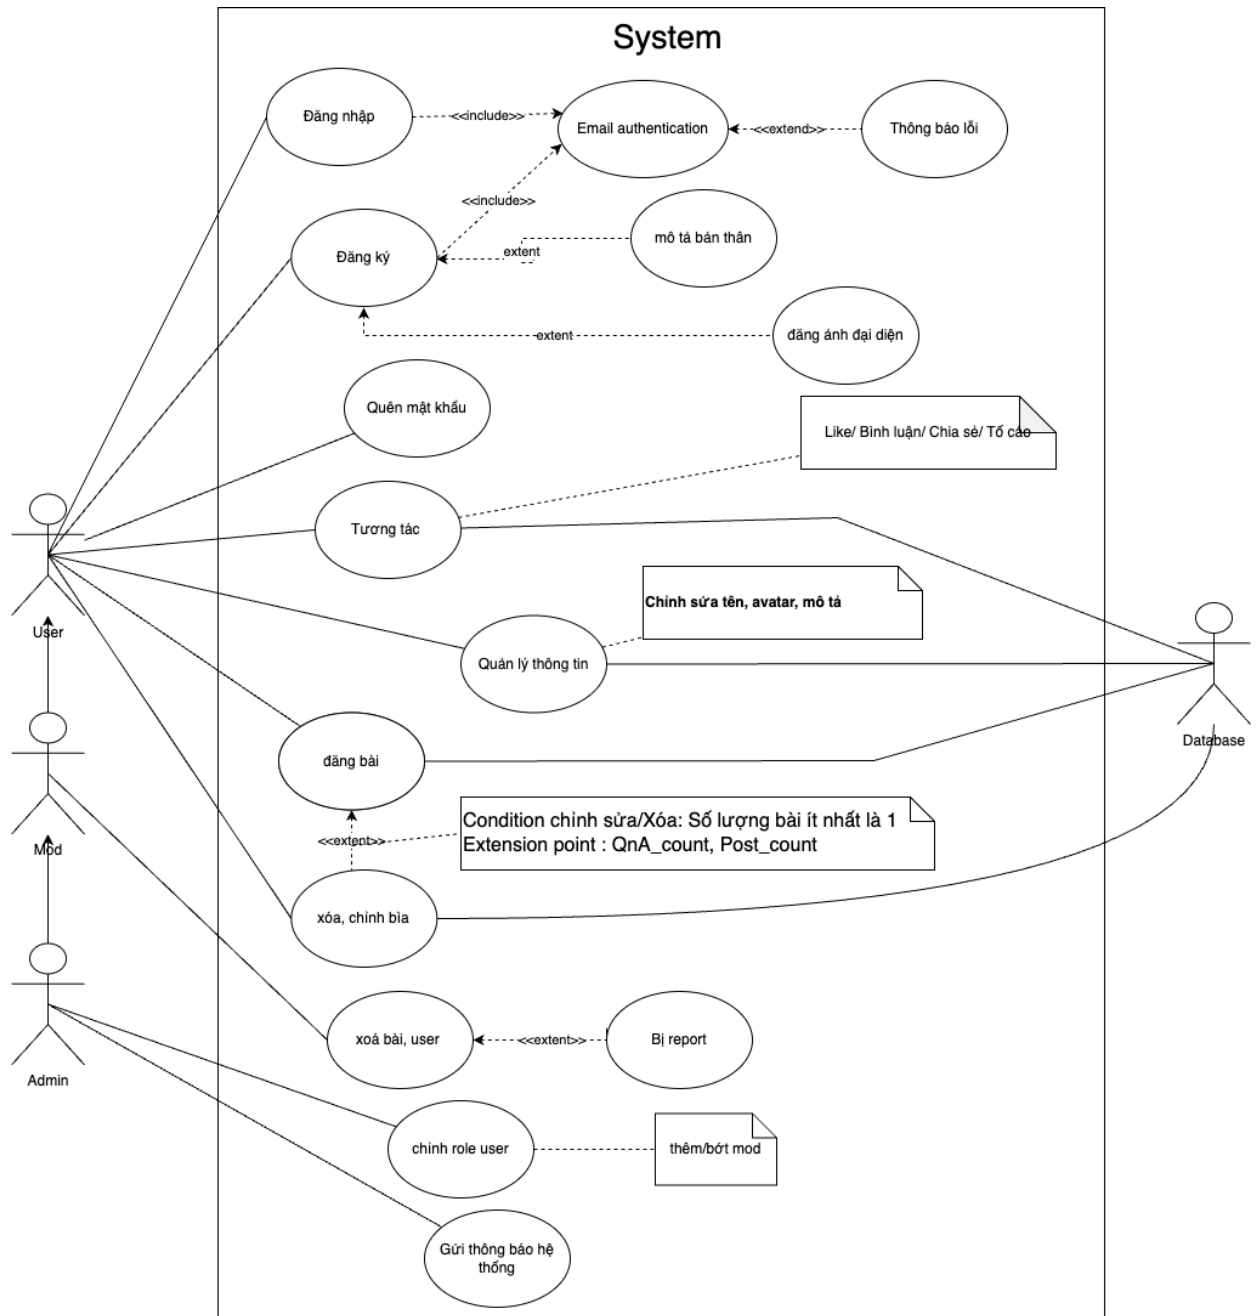 System
Đăng nhập
<<include>>
Email authentication
<<extend>>
Thông báo lỗi
<<include>>
Đăng ký
extent
mô tả bản thân
extent
đăng ảnh đại diện
Quên mật khẩu
Like/ Bình luận/ Chia sẻ/ Tố cáo
Tương tác
Chỉnh sửa tên, avatar, mô tả
User
Quản lý thông tin
Database
đăng bài
Condition chỉnh sửa/Xóa: Số lượng bài ít nhất là 1
Extension point : QnA_count, Post_count
<<extent>>
Mod
xóa, chỉnh bìa
xoá bài, user
<<extent>>
Bị report
Admin
chỉnh role user
thêm/bớt mod
Gửi thông báo hệ
thống